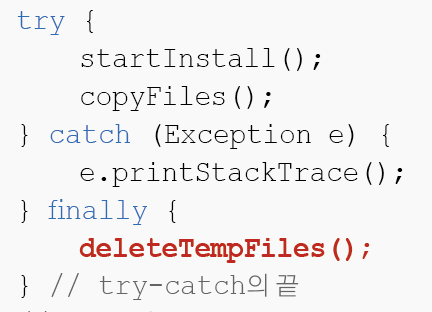 try {
startInstall();
copyFiles();
} catch (Exception e) {
e.printStackTrace();
} finally {
deleteTempFiles();
} // try-catch의 끝